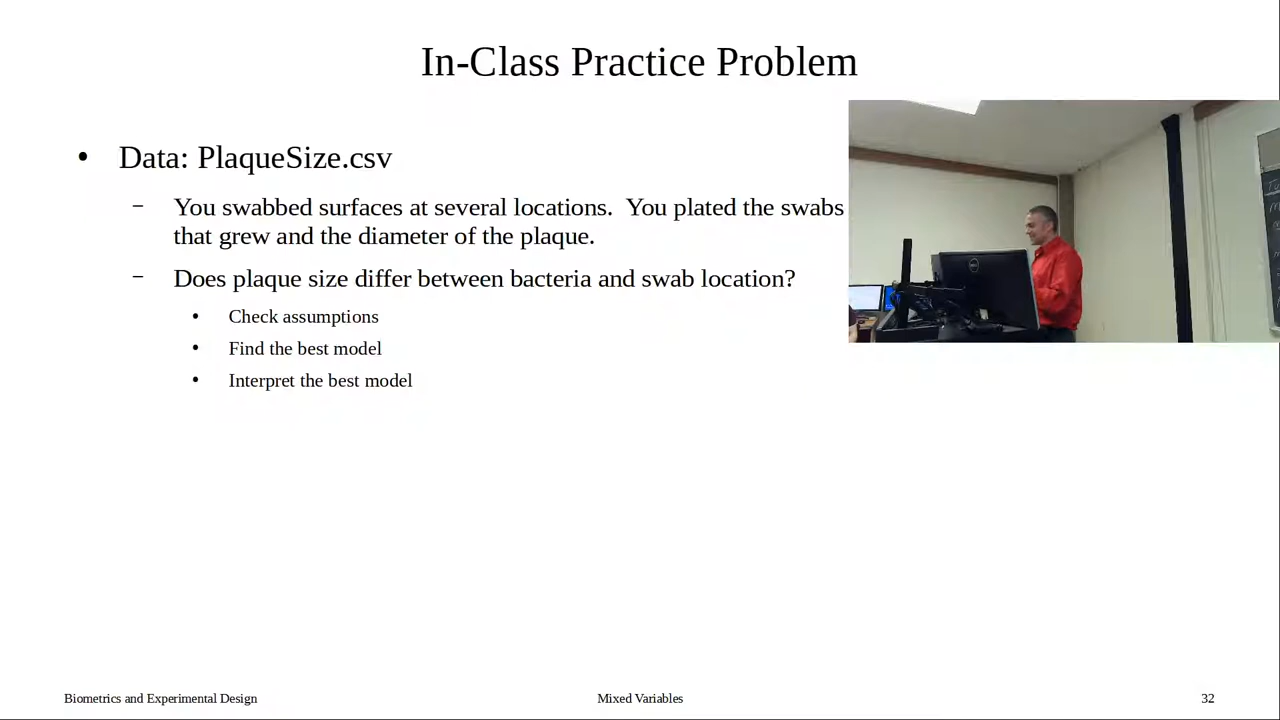 In-Class Practice Problem
• Data: PlaqueSize.csv
– You swabbed surfaces at several locations.  You plated the swabs
that grew and the diameter of the plaque.
– Does plaque size differ between bacteria and swab location?
• Check assumptions
• Find the best model
• Interpret the best model
Biometrics and Experimental Design
Mixed Variables
32